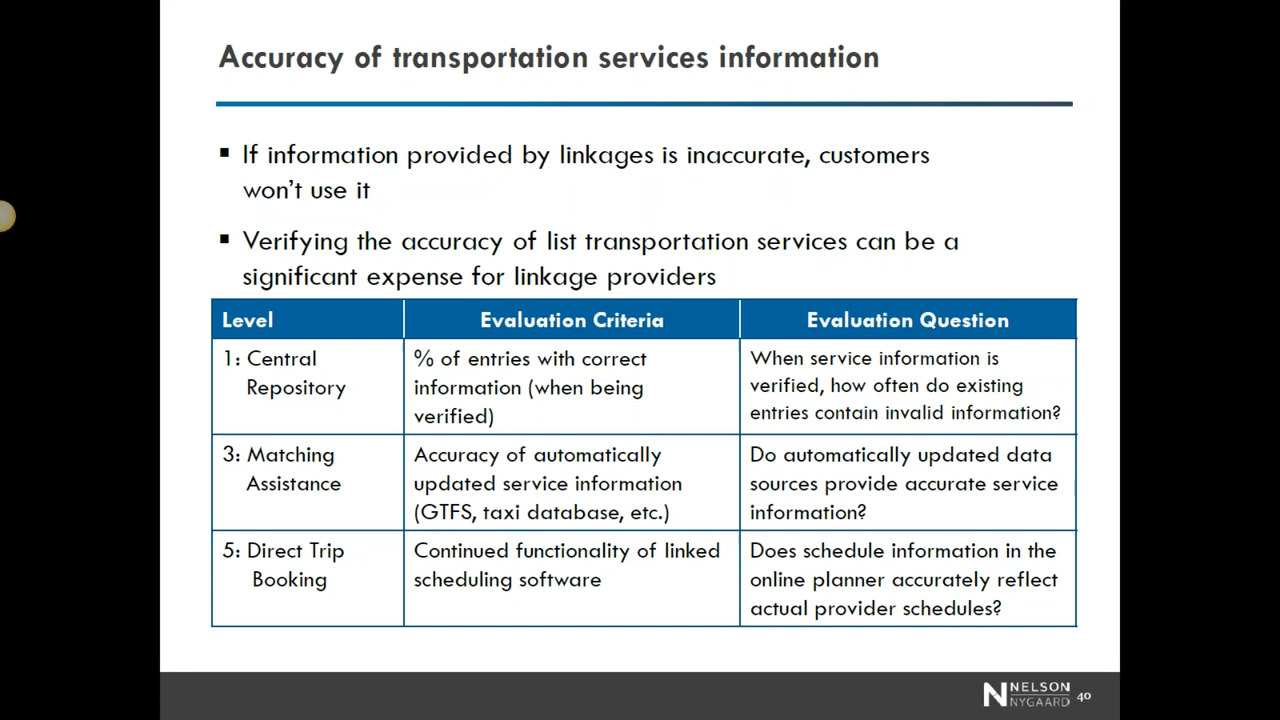 Accuracy of transportation services information
▪ If information provided by linkages is inaccurate, customers
won't use it
▪ Verifying the accuracy of list transportation services can be a
significant expense for linkage providers
Level
Evaluation Criteria
Evaluation Question
1: Central
Repository
% of entries with correct
information (when being
verified)
When service information is
verified, how often do existing
entries contain invalid information?
3: Matching
Assistance
Accuracy of automatically
updated service information
(GTFS, taxi database, etc.)
Do automatically updated data
sources provide accurate service
information?
5: Direct Trip
Booking
Continued functionality of linked
scheduling software
Does schedule information in the
online planner accurately reflect
actual provider schedules?
N NELSON
NYGAARD
40